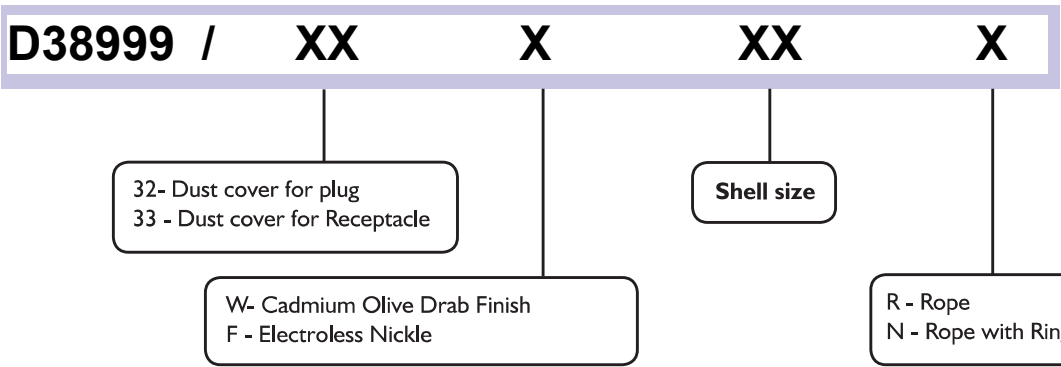 D38999 / XX X XX X
32- Dust cover for plug
33 - Dust cover for Receptacle
Shell size
W- Cadmium Olive Drab Finish
F - Electroless Nickle
R - Rope
N - Rope with Rin